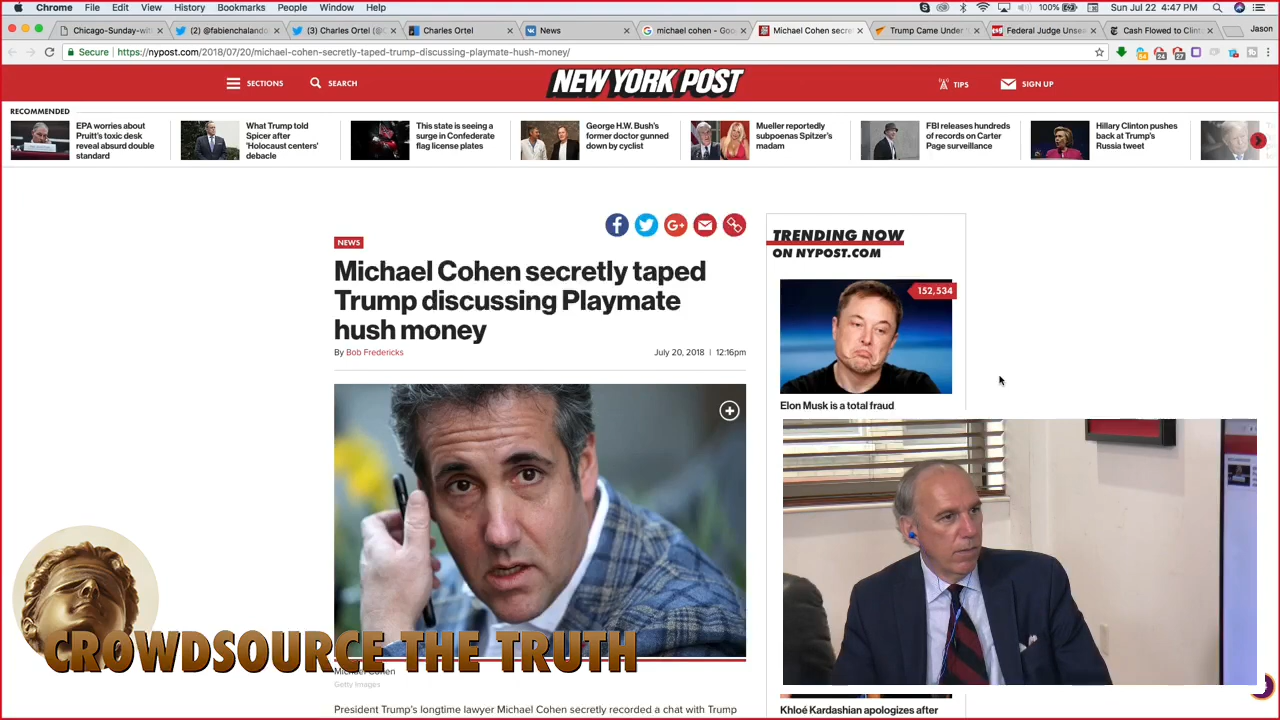 Chrome File Edit View History Bookmarks People Window Help 100% Sun Jul 22 4:47 PM
Chicago-Sunday-wit
(2) @fabienchalando
(3) Charles Ortel (@C
Charles Ortel
News
michael cohen - Goo
Michael Cohen secre
Trump Came Under
Federal Judge Unsea
Cash Flowed to Clint
Jason
Secure https://nypost.com/2018/07/20/michael-cohen-secretly-taped-trump-discussing-playmate-hush-money/
SECTIONS
SEARCH
NEW YORK POST
TIPS
SIGN UP
RECOMMENDED
EPA worries about
Pruitt's toxic desk
reveal absurd double
standard
What Trump told
Spicer after
'Holocaust centers'
debacle
This state is seeing a
surge in Confederate
flag license plates
George H.W. Bush's
former doctor gunned
down by cyclist
Mueller reportedly
subpoenas Spitzer's
madam
FBI releases hundreds
of records on Carter
Page surveillance
Hillary Clinton pushes
back at Trump's
Russia tweet
NEWS
Michael Cohen secretly taped
Trump discussing Playmate
hush money
By Bob Fredericks
July 20, 2018 | 12:16pm
TRENDING NOW
ON NYPOST.COM
152,534
Elon Musk is a total fraud
CROWDSOURCE THE TRUTH
Michael Cohen
Getty Images
President Trump's longtime lawyer Michael Cohen secretly recorded a chat with Trump
Khloé Kardashian apologizes after